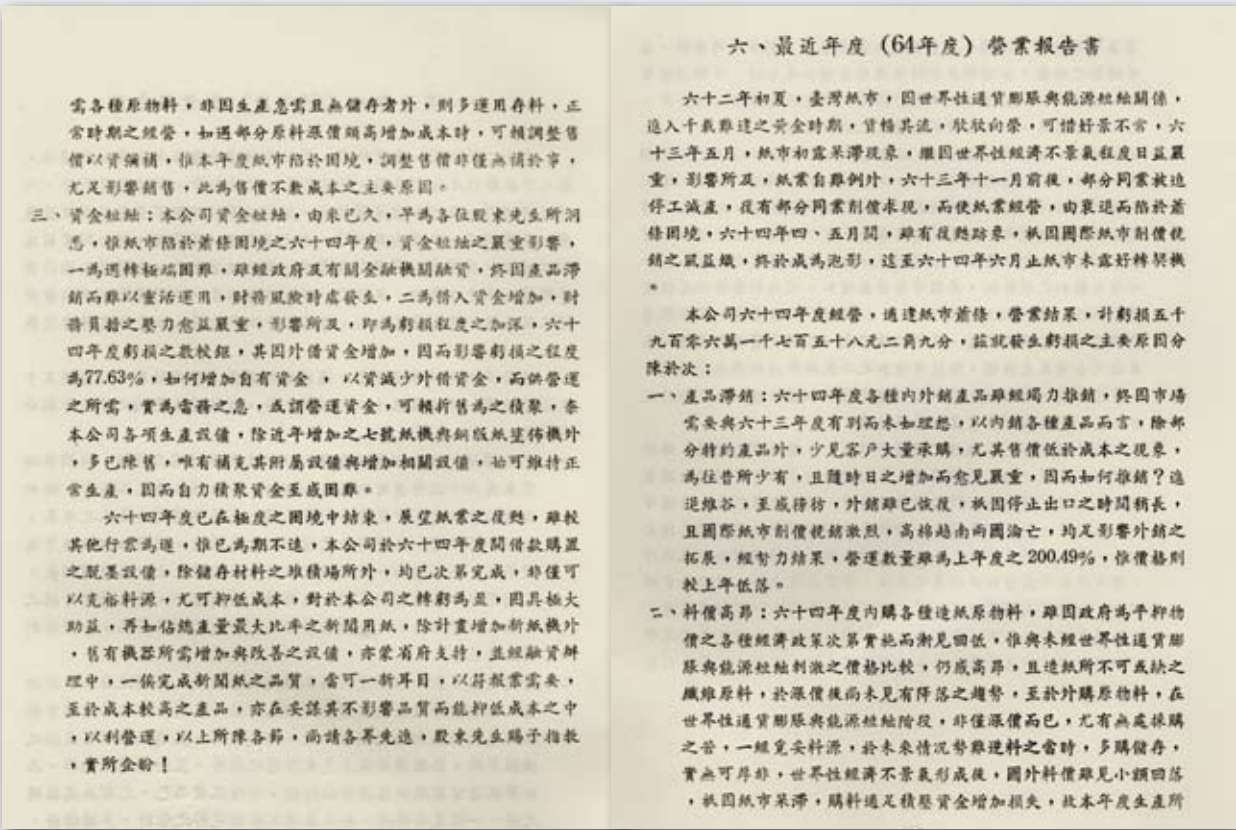 六、最近年度（64年度）營業報告書
六十二年初夏，臺灣紙市，因世界性通貨膨脹與能源短絀關係，
進入千載難逢之黃金時期，貨暢其流，欣欣向榮，可惜好景不常，六
十三年五月，紙市初露呆滯現象，繼因世界性經濟不景氣程度日益嚴
重，影響所及，紙業自難例外，六十三年十一月前後，部分同業被迫
停工減產，復有部分同業削價求現，而使紙業經營，由衰退而陷於蕭
條困境，六十四年四、五月間，雖有復甦跡象，祇因國際紙市削價競
銷之風益熾，終於成為泡影，迄至六十四年六月止紙市未露好轉契機
。
本公司六十四年度經營，適逢紙市蕭條，營業結果，計虧損五千
九百零六萬一千七百五十八元二角九分，茲就發生虧損之主要原因分
陳於次：
一、產品滯銷：六十四年度各種內外銷產品雖經竭力推銷，終因市場
需要與六十三年度有別而未如理想，以內銷各種產品而言，除部
分特約產品外，少見客戶大量承購，尤其售價低於成本之現象，
為往昔所少有，且隨時日之增加而愈見嚴重，因而如何推銷？進
退維谷，至感徬彷，外銷雖已恢復，祇因停止出口之時間稍長，
且國際紙市削價競銷激烈，高棉越南兩國淪亡，均足影響外銷之
拓展，經努力結果，營運數量雖為上年度之200.49%，惟價格則
較上年低落。
二、料價高昂：六十四年度內購各種造紙原物料，雖因政府為平抑物
價之各種經濟政策次第實施而漸見回低，惟與未經世界性通貨膨
脹與能源短絀刺激之價格比較，仍感高昂，且造紙所不可或缺之
纖維原料，於漲價後尚未見有降落之趨勢，至於外購原物料，在
世界性通貨膨脹與能源短絀階段，非僅漲價而已，尤有無處採購
之苦，一經覓妥料源，於未來情況勢難逆料之當時，多購儲存，
實無可厚非，世界性經濟不景氣形成後，國外料價雖見小額回落
，祇因紙市呆滯，購料適足積壓資金增加損失，故本年度生產所
需各種原物料，非因生產急需且無儲存者外，則多運用存料，正
常時期之經營，如遇部分原料漲價頗高增加成本時，可賴調整售
價以資彌補，惟本年度紙市陷於困境，調整售價非僅無補於事，
尤足影響銷售，此為售價不敷成本之主要原因。
三、資金短絀：本公司資金短絀，由來已久，早為各位股東先生所洞
悉，惟紙市陷於蕭條困境之六十四年度，資金短絀之嚴重影響，
一為週轉極端困難，雖經政府及有關金融機關融資，終因產品滯
銷而難以靈活運用，財務風險時處發生，二為借入資金增加，財
務負擔之壓力愈益嚴重，影響所及，即為虧損程度之加深，六十
四年度虧損之數較鉅，其因外借資金增加，因而影響虧損之程度
為77.63%，如何增加自有資金，以資減少外借資金，而供營運
之所需，實為當務之急，或謂營運資金，可賴折舊為之積聚，奈
本公司各項生產設備，除近年增加之七號紙機與銅版紙塗佈機外
，多已陳舊，唯有補充其附屬設備與增加相關設備，始可維持正
常生產，因而自力積聚資金至感困難。
六十四年度已在極度之困境中結束，展望紙業之復甦，雖較
其他行業為遲，惟已為期不遠，本公司於六十四年度間借款購置
之脫墨設備，除儲存材料之堆積場所外，均已次第完成，非僅可
以充裕料源，尤可抑低成本，對於本公司之轉虧為盈，因具極大
助益，再如佔總產量最大比率之新聞用紙，除計畫增加新紙機外
，舊有機器所需增加與改善之設備，亦蒙省府支持，並經融資辦
理中，一俟完成新聞紙之品質，當可一新耳目，以符報業需要，
至於成本較高之產品，亦在妥謀其不影響品質而能抑低成本之中
，以利營運，以上所陳各節，尚請各界先進，股東先生賜予指教
，實所企盼！